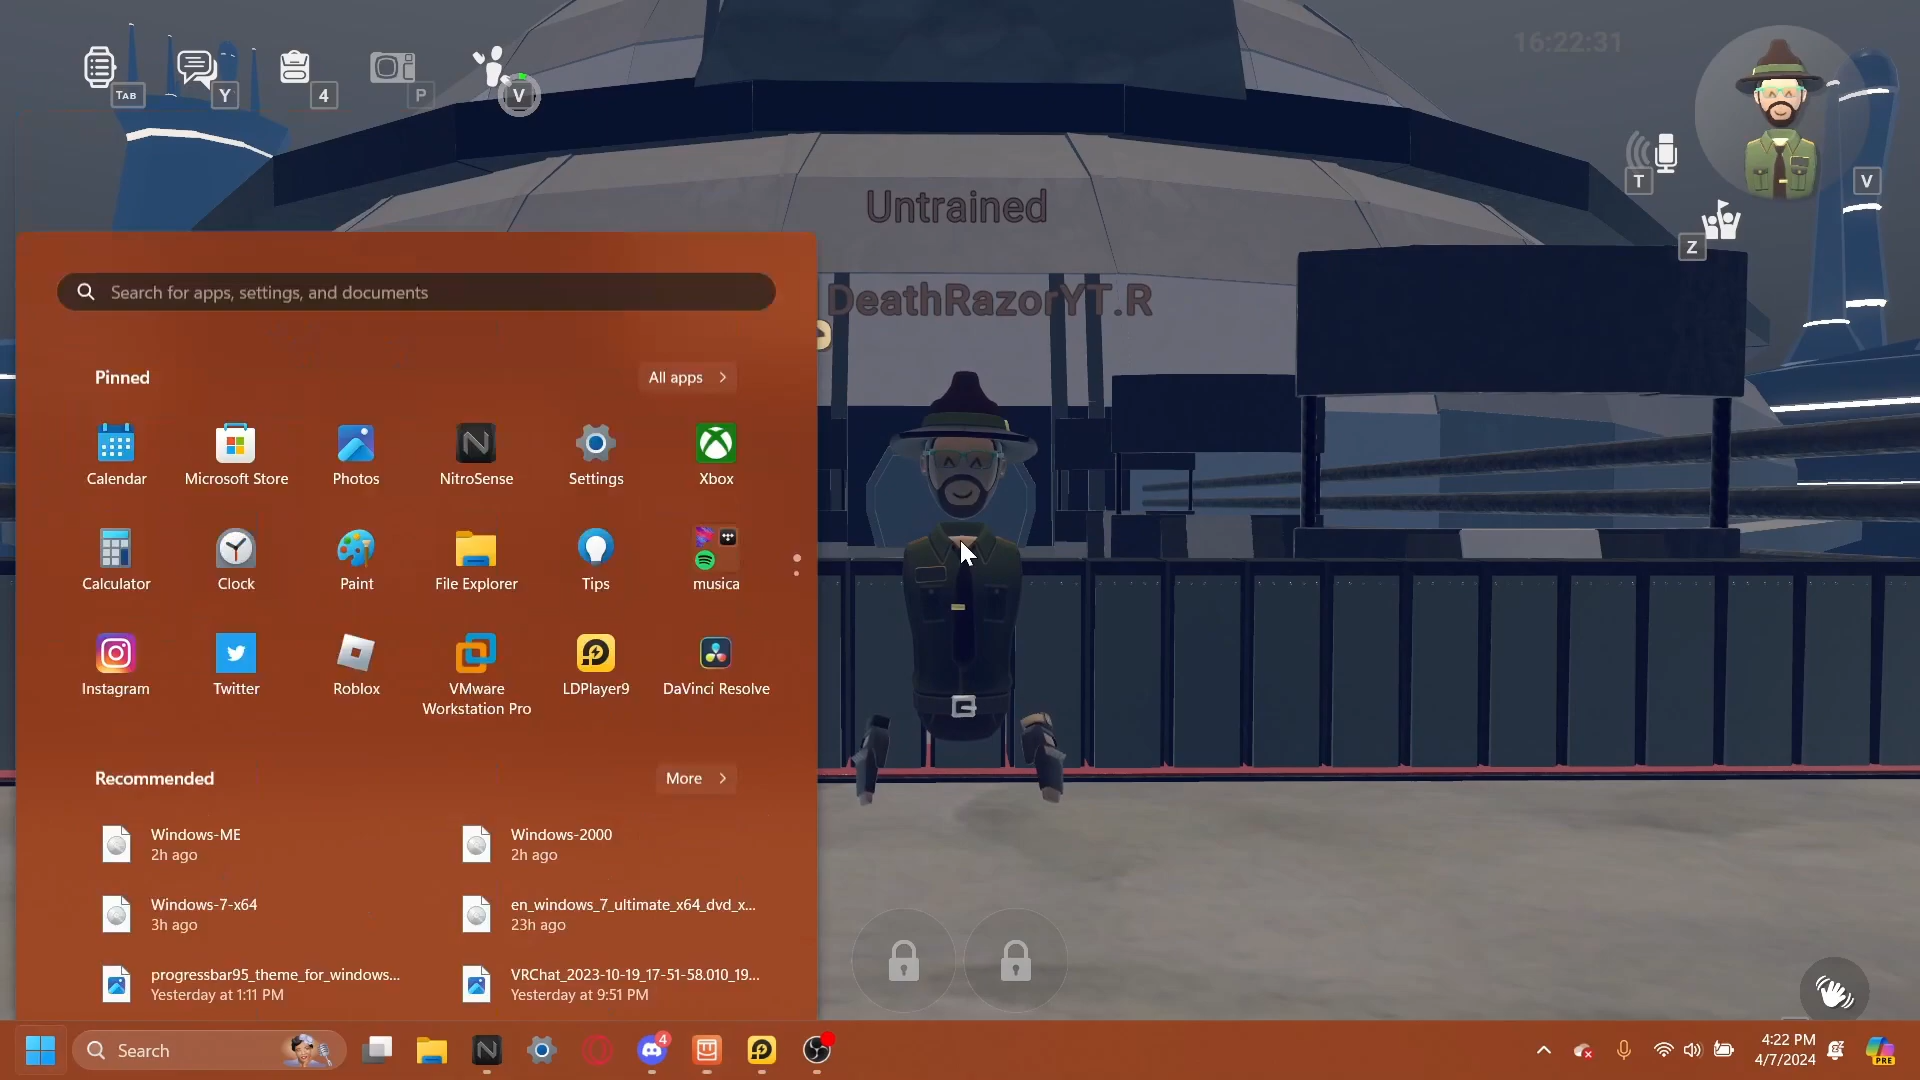 16:22:31
TAB
Y
4
P
V
T
V
Z
Untrained
DeathRazorYT.R
Search for apps, settings, and documents
Pinned
All apps
Calendar
Microsoft Store
Photos
NitroSense
Settings
Xbox
Calculator
Clock
Paint
File Explorer
Tips
musica
Instagram
Twitter
Roblox
VMware
Workstation Pro
LDPlayer9
DaVinci Resolve
Recommended
More
Windows-ME
2h ago
Windows-2000
2h ago
Windows-7-x64
3h ago
en_windows_7_ultimate_x64_dvd_x...
23h ago
progressbar95_theme_for_windows...
Yesterday at 1:11 PM
VRChat_2023-10-19_17-51-58.010_19...
Yesterday at 9:51 PM
Search
4
4:22 PM
4/7/2024
PRE